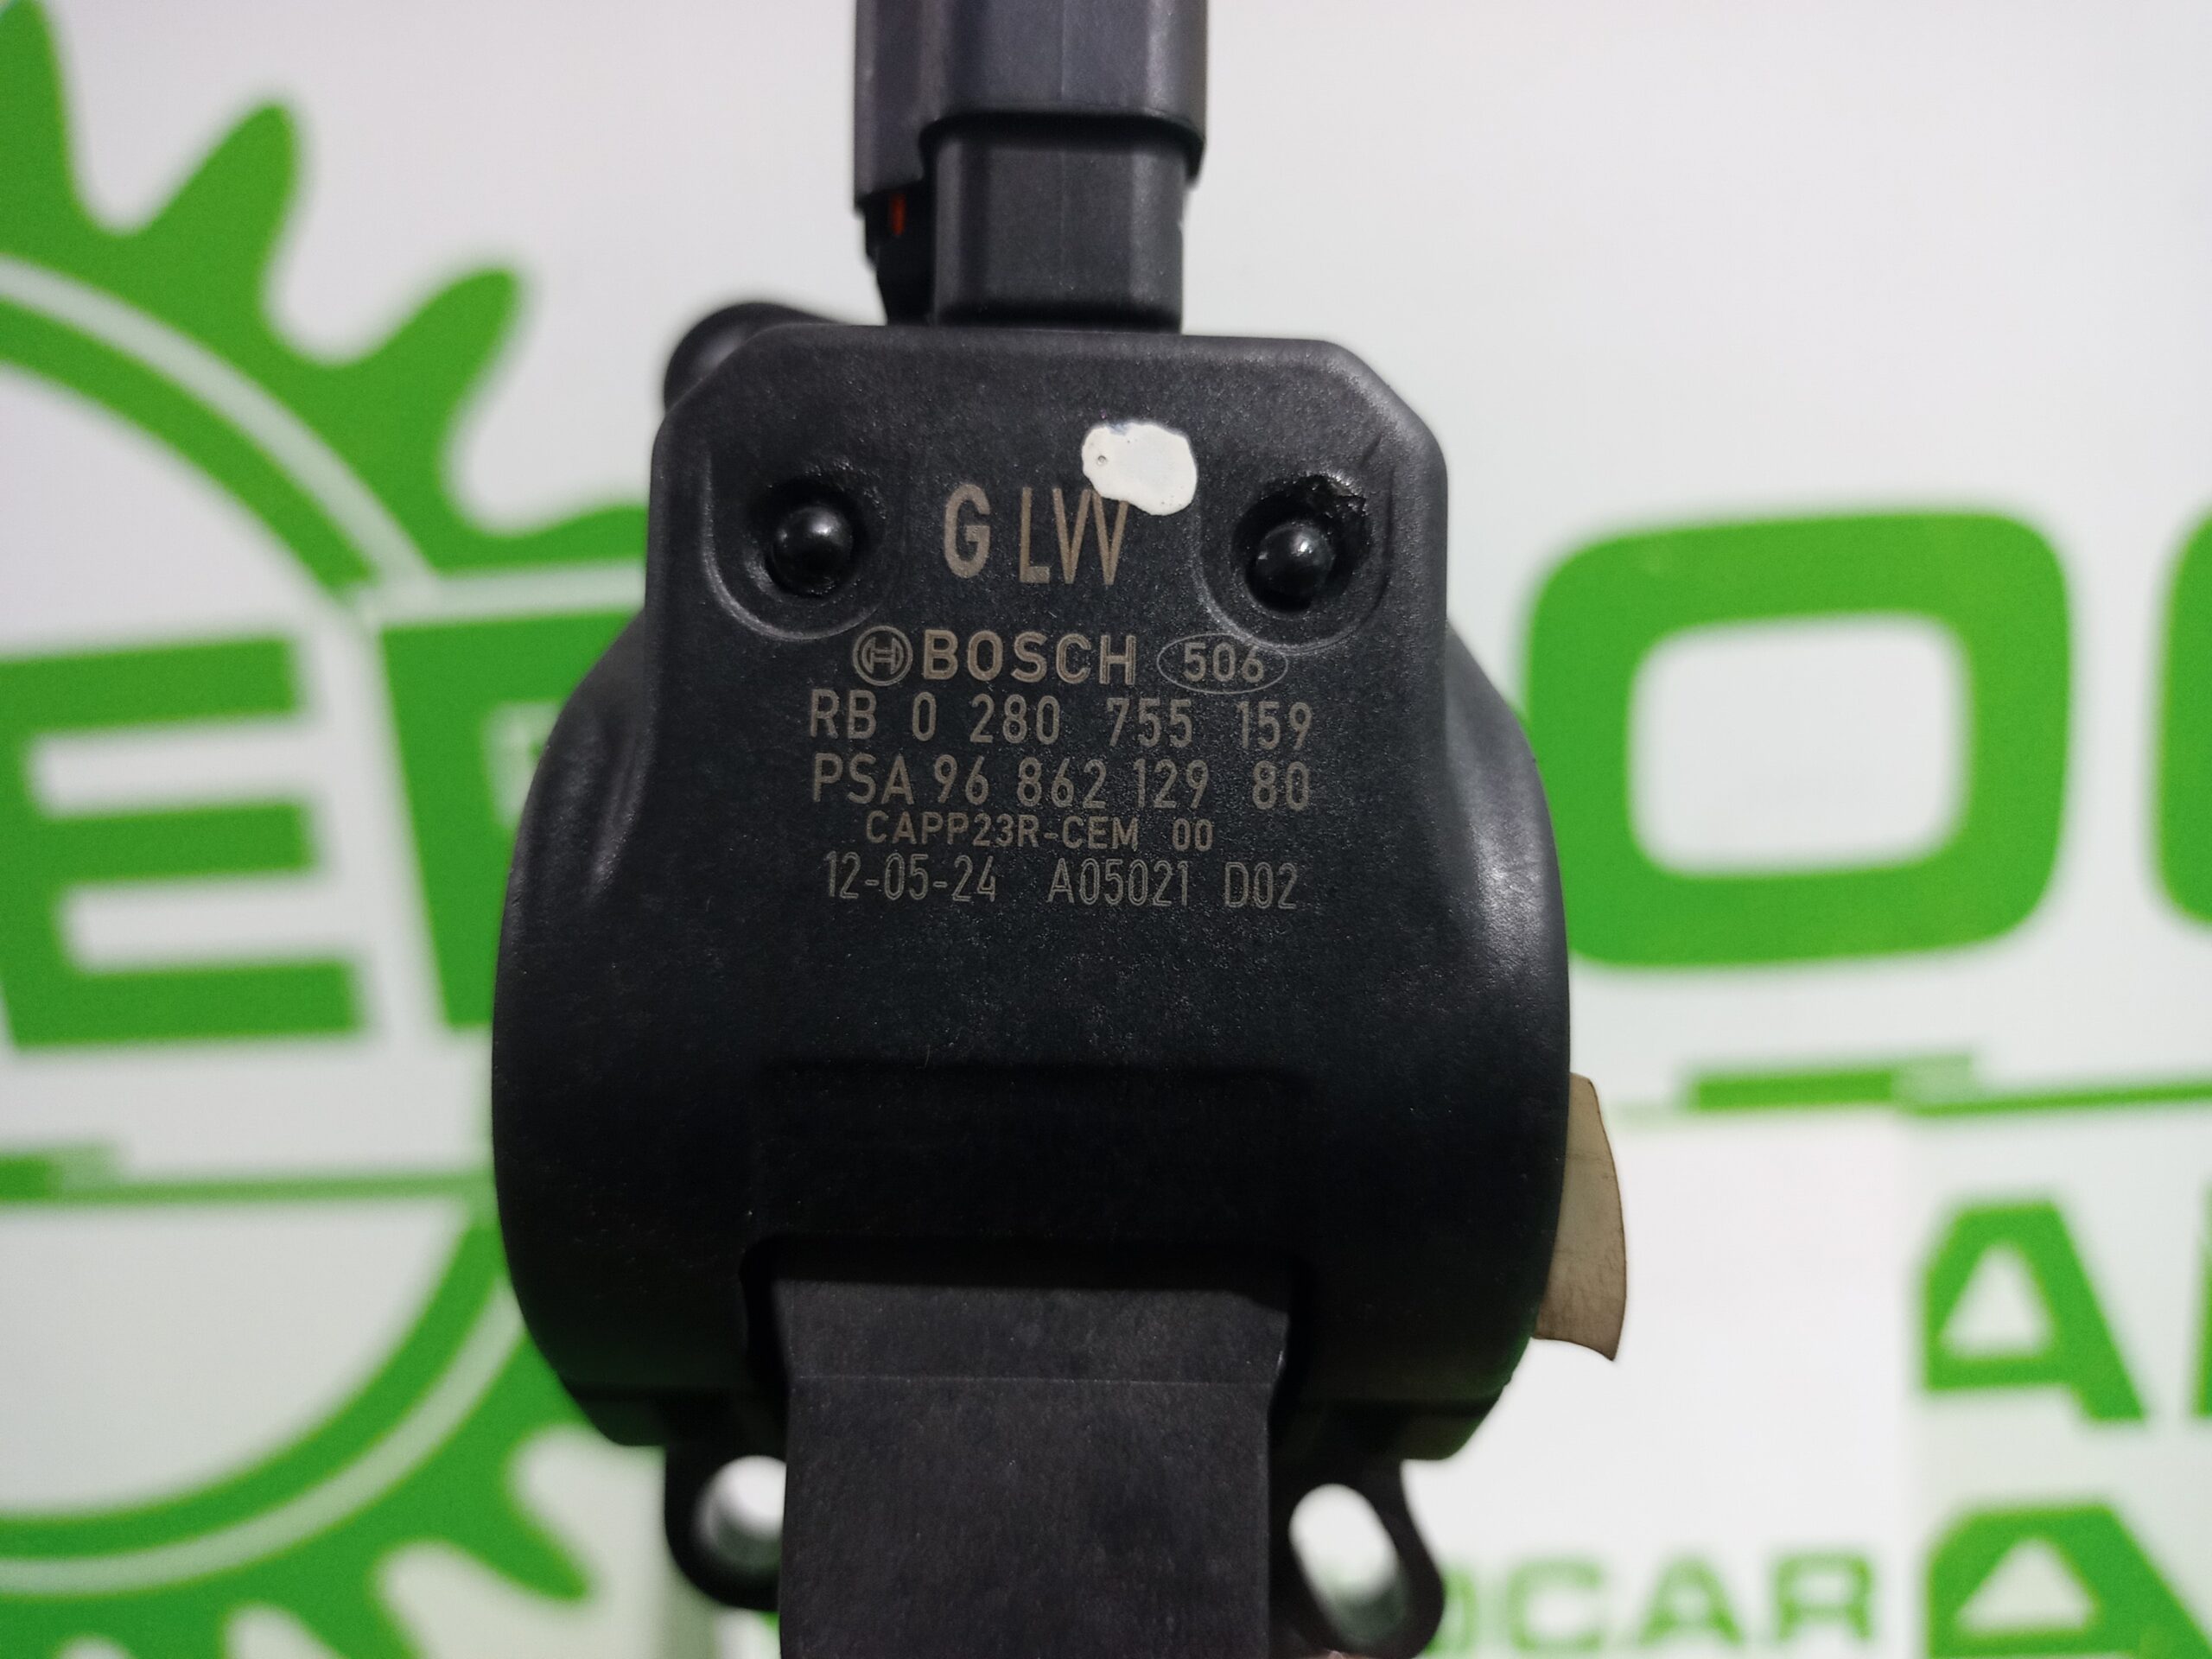 G LW
BOSCH 506
RB 0 280 755 159
PSA 96 862 129 80
CAPP23R-CEM 00
12-05-24 A05021 D02